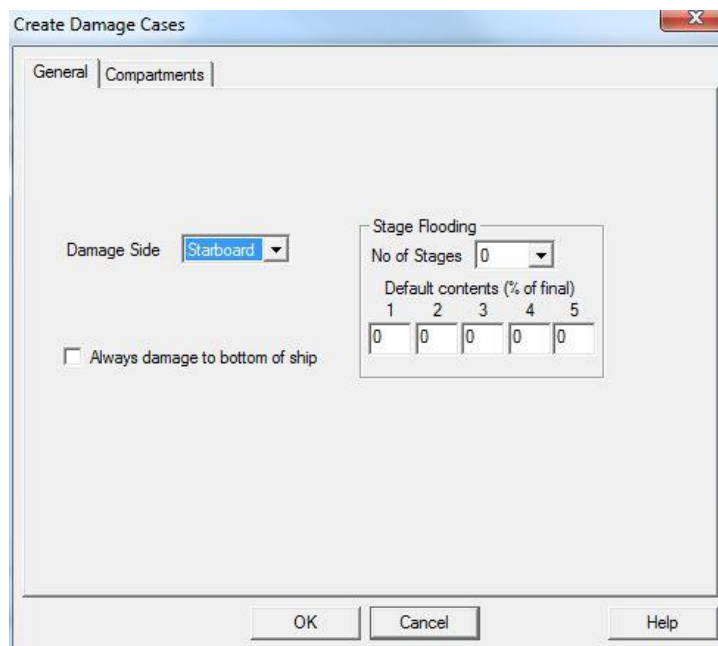 Create Damage Cases
X
General
Compartments
Damage Side
Starboard
Always damage to bottom of ship
Stage Flooding
No of Stages
0
Default contents (% of final)
1 2 3 4 5
0 0 0 0 0
OK
Cancel
Help